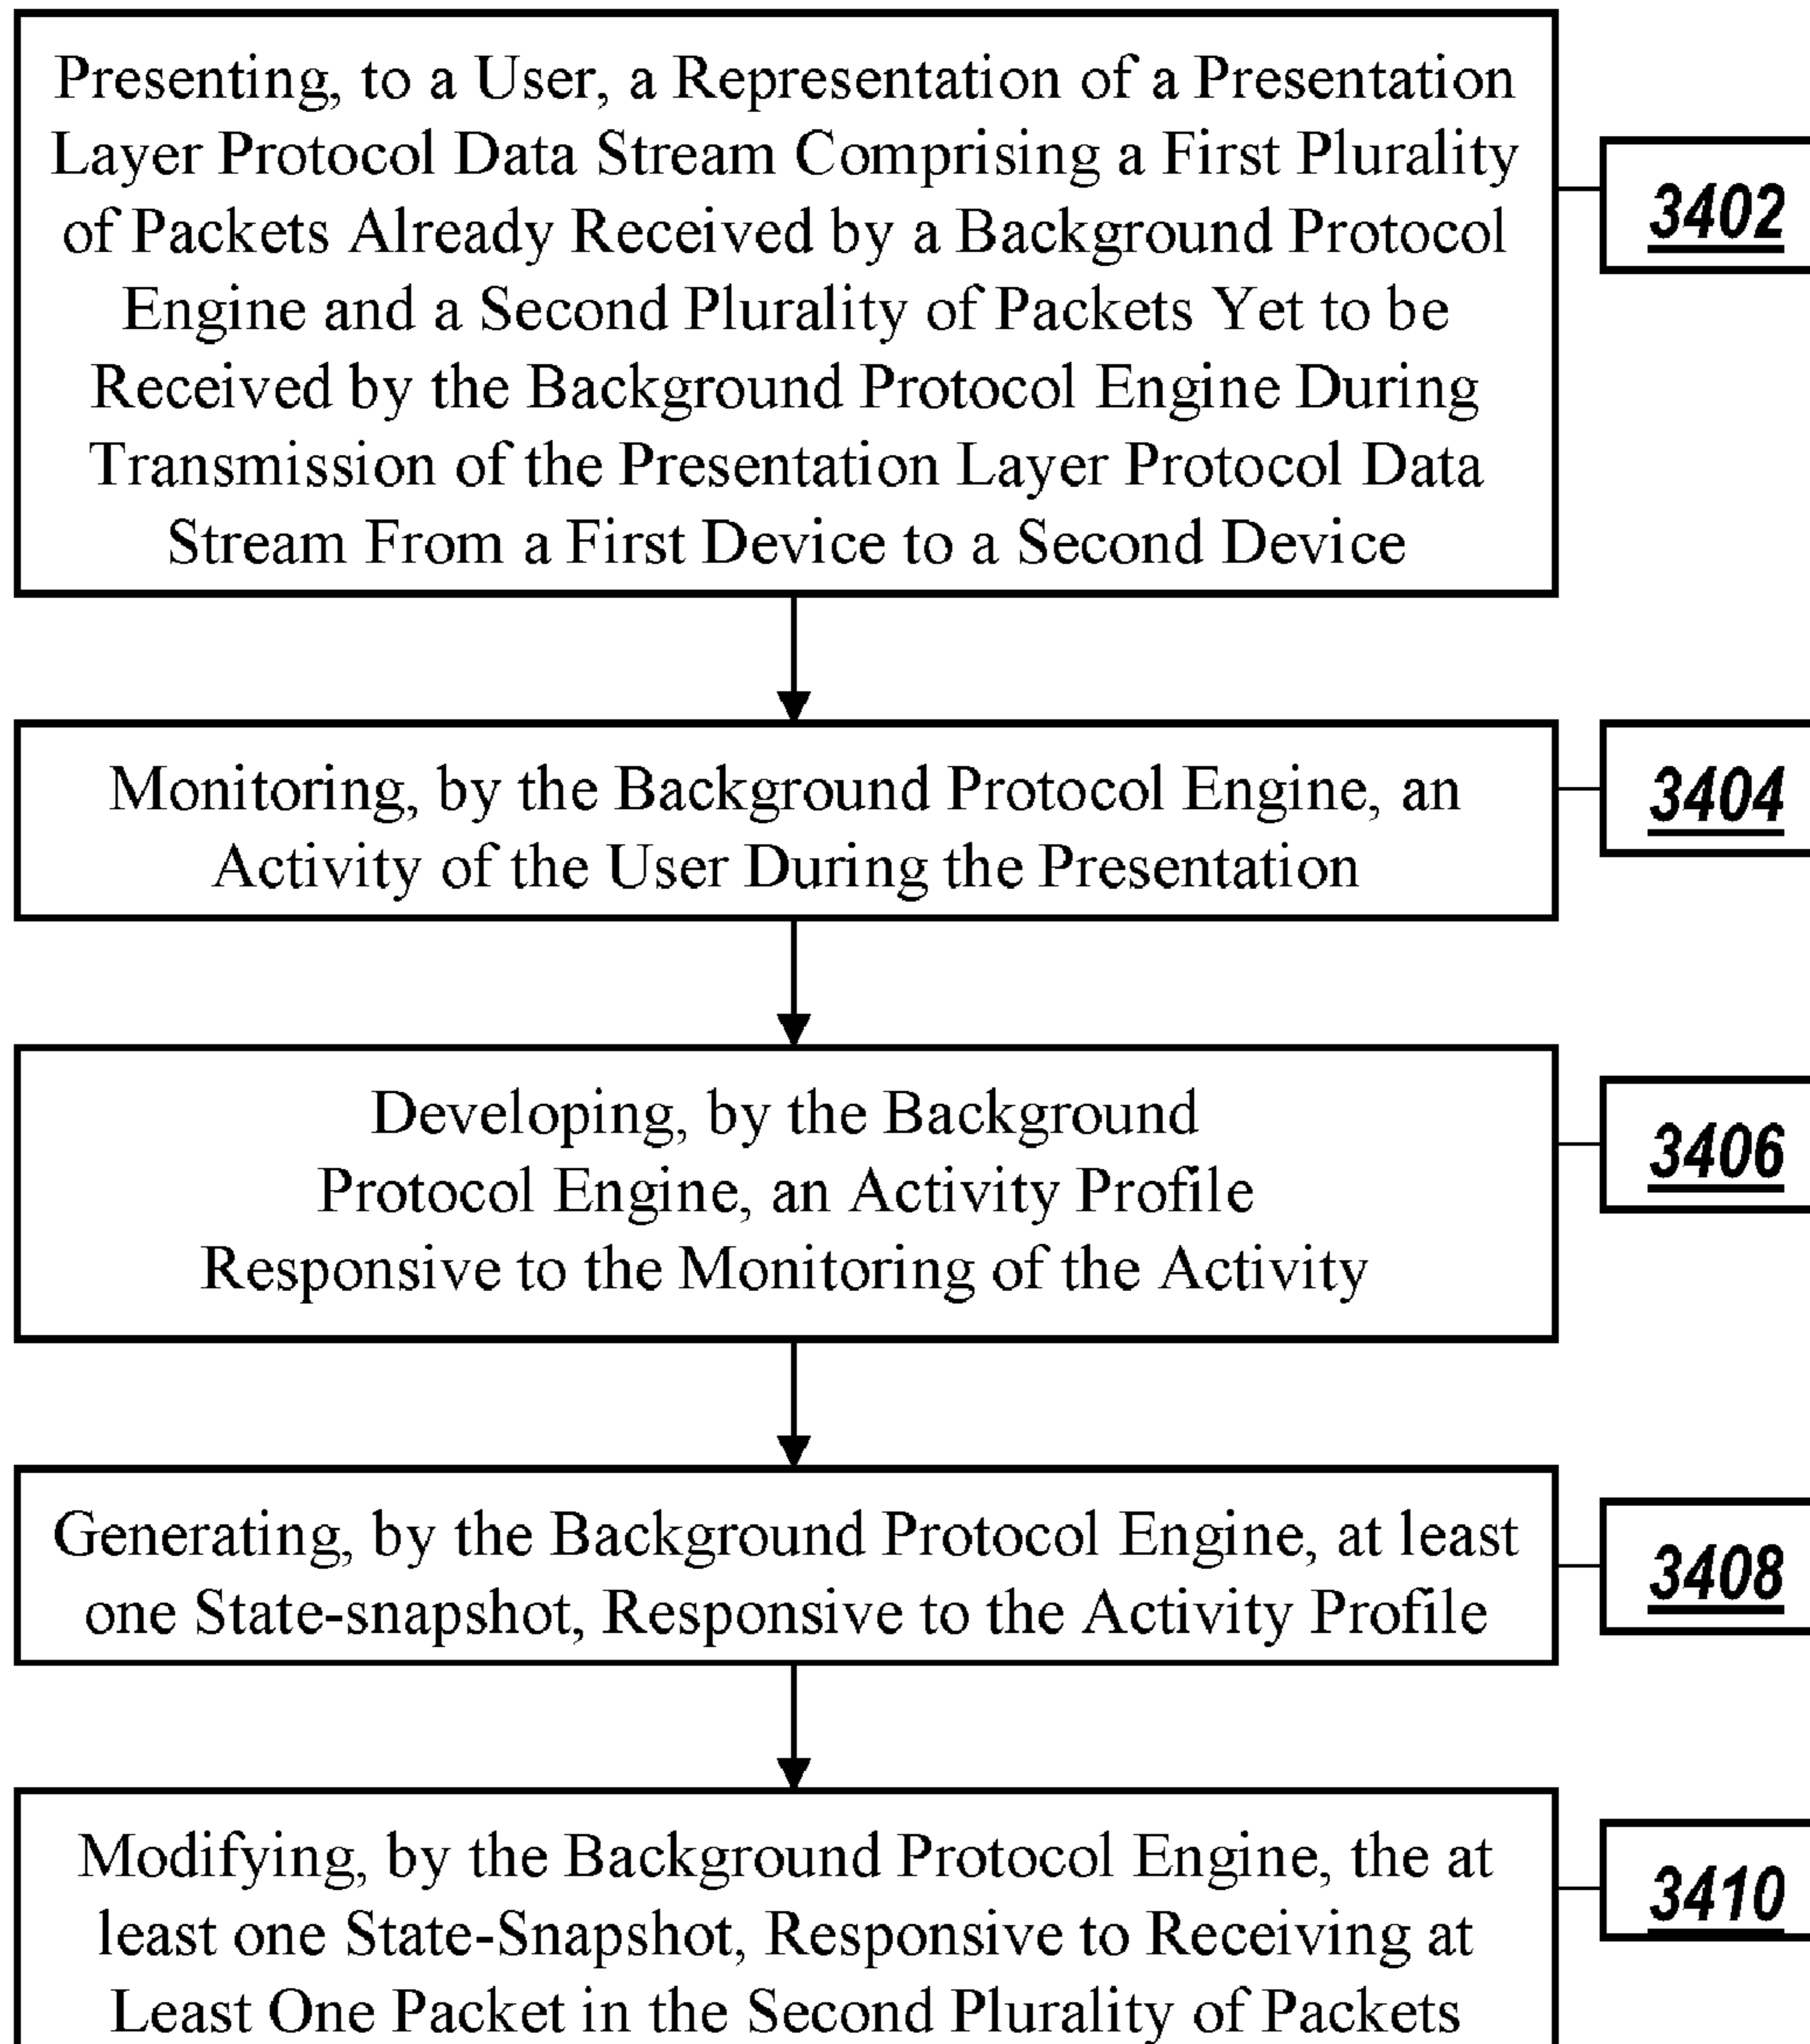 Presenting, to a User, a Representation of a Presentation
Layer Protocol Data Stream Comprising a First Plurality
of Packets Already Received by a Background Protocol
Engine and a Second Plurality of Packets Yet to be
Received by the Background Protocol Engine During
Transmission of the Presentation Layer Protocol Data
Stream From a First Device to a Second Device
3402
Monitoring, by the Background Protocol Engine, an
Activity of the User During the Presentation
3404
Developing, by the Background
Protocol Engine, an Activity Profile
Responsive to the Monitoring of the Activity
3406
Generating, by the Background Protocol Engine, at least
one State-snapshot, Responsive to the Activity Profile
3408
Modifying, by the Background Protocol Engine, the at
least one State-Snapshot, Responsive to Receiving at
Least One Packet in the Second Plurality of Packets
3410